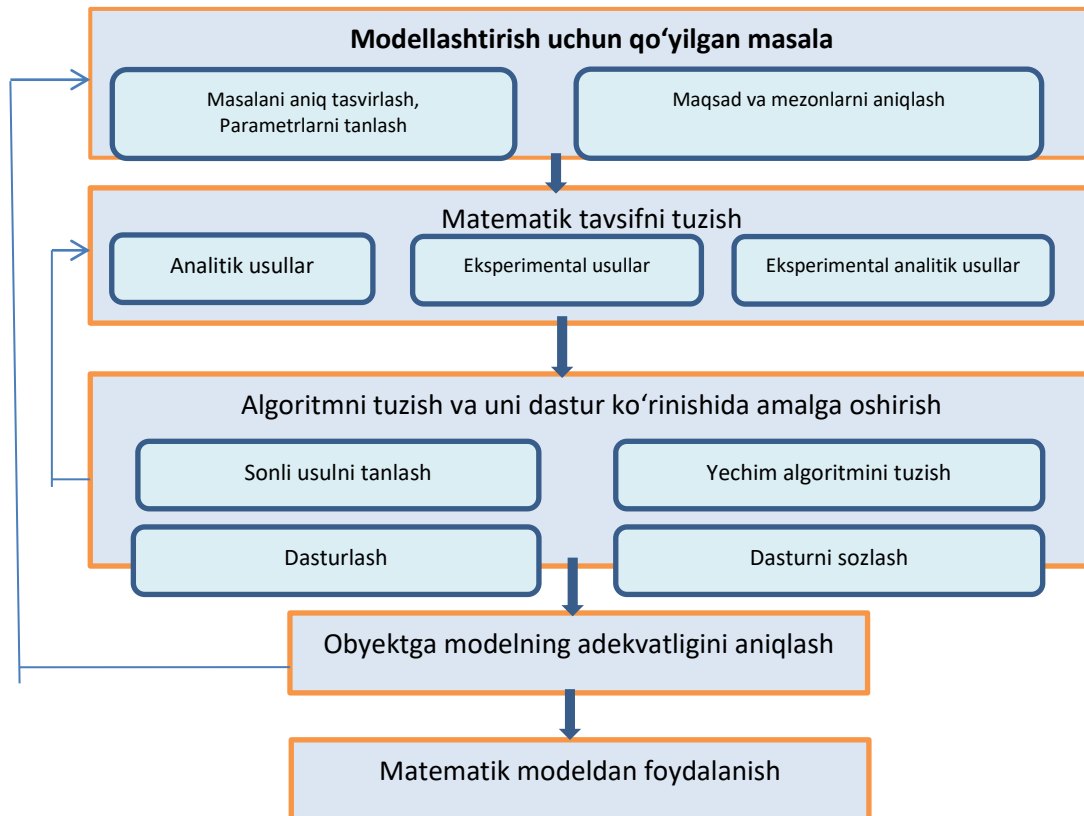 Modellashtirish uchun qo‘yilgan masala
Masalani aniq tasvirlash,
Parametrlarni tanlash
Maqsad va mezonlarni aniqlash
Matematik tavsifni tuzish
Analitik usullar
Eksperimental usullar
Eksperimental analitik usullar
Algoritmni tuzish va uni dastur ko‘rinishida amalga oshirish
Sonli usulni tanlash
Yechim algoritmini tuzish
Dasturlash
Dasturni sozlash
Obyektga modelning adekvatligini aniqlash
Matematik modeldan foydalanish